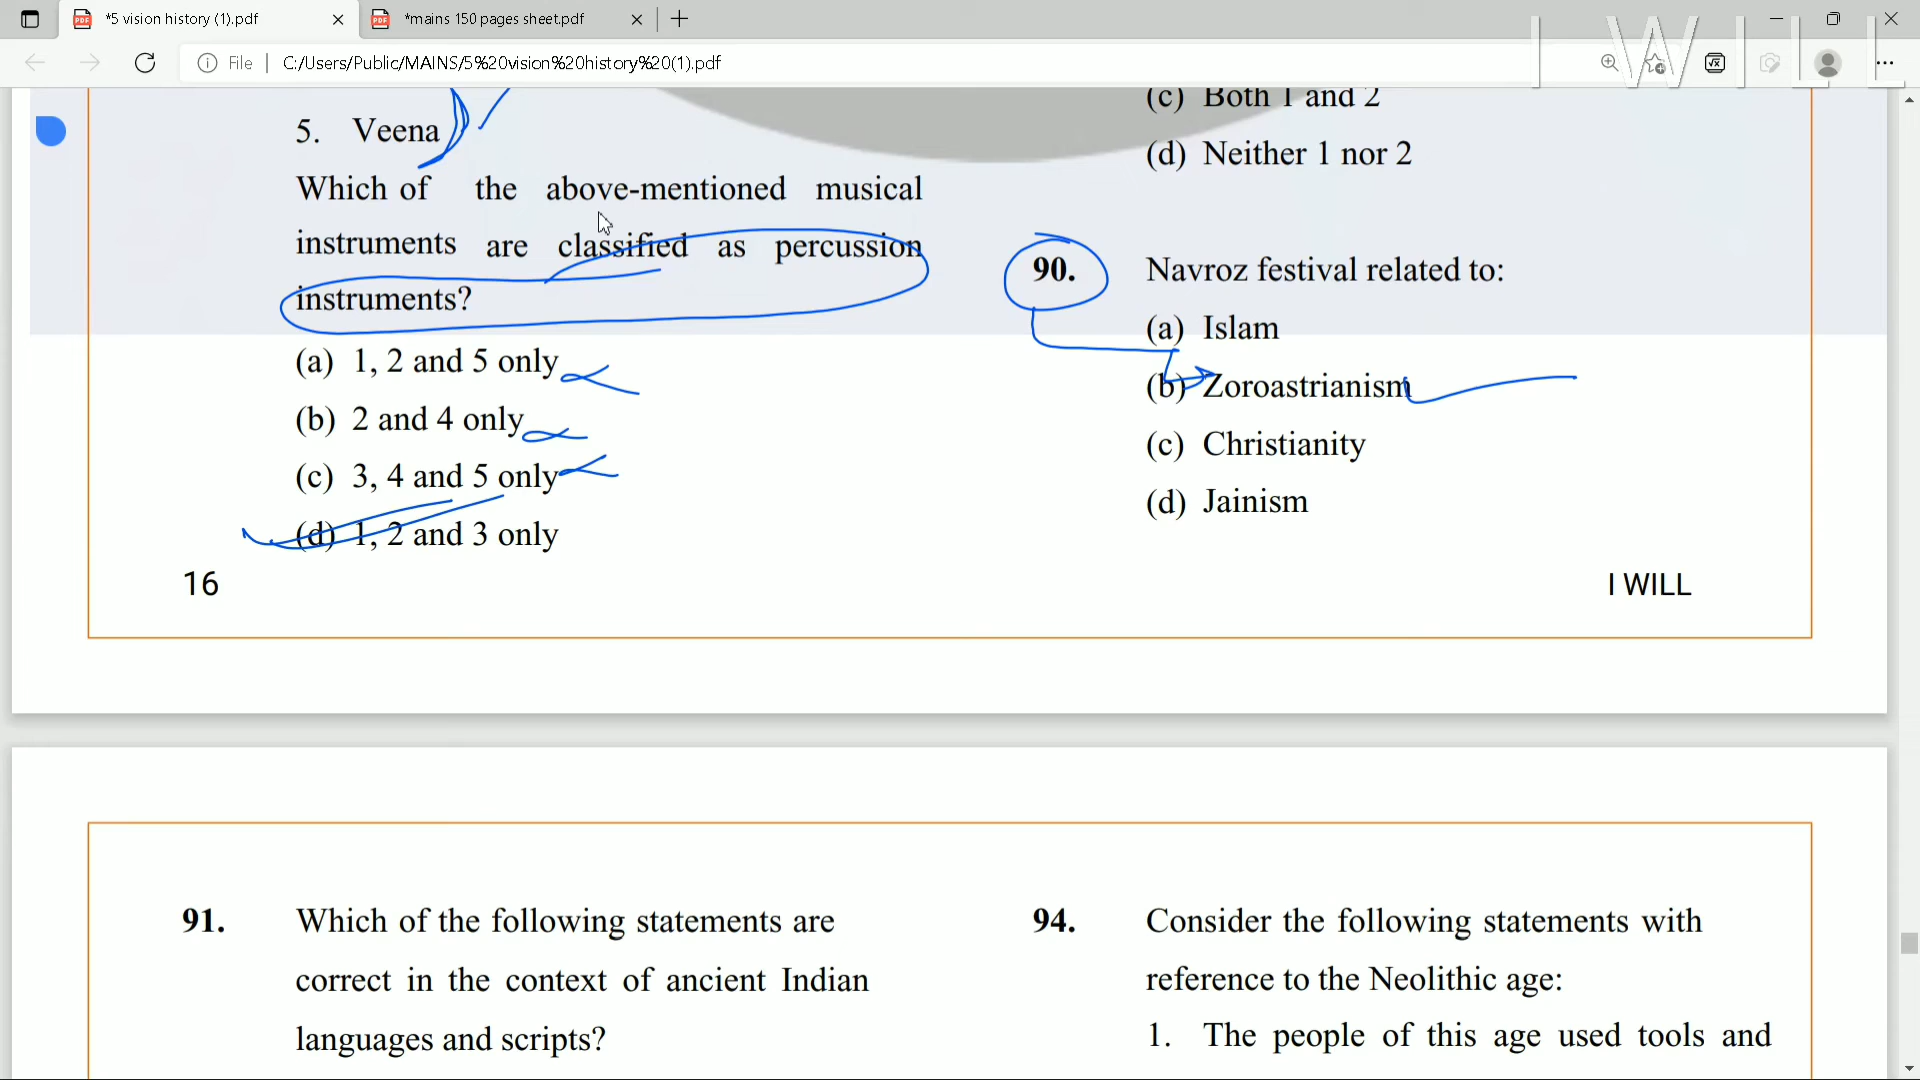 *5 vision history (1).pdf
*mains 150 pages sheet.pdf
I WILL
File
C:/Users/Public/MAINS/5%20vision%20history%20(1).pdf
5. Veena
Which of the above-mentioned musical
instruments are classified as percussion
instruments?
(a) 1, 2 and 5 only
(b) 2 and 4 only
(c) 3, 4 and 5 only
(d) 1, 2 and 3 only
(c) Both 1 and 2
(d) Neither 1 nor 2
90. Navroz festival related to:
(a) Islam
(b) Zoroastrianism
(c) Christianity
(d) Jainism
16
I WILL
91. Which of the following statements are
correct in the context of ancient Indian
languages and scripts?
94. Consider the following statements with
reference to the Neolithic age:
1. The people of this age used tools and